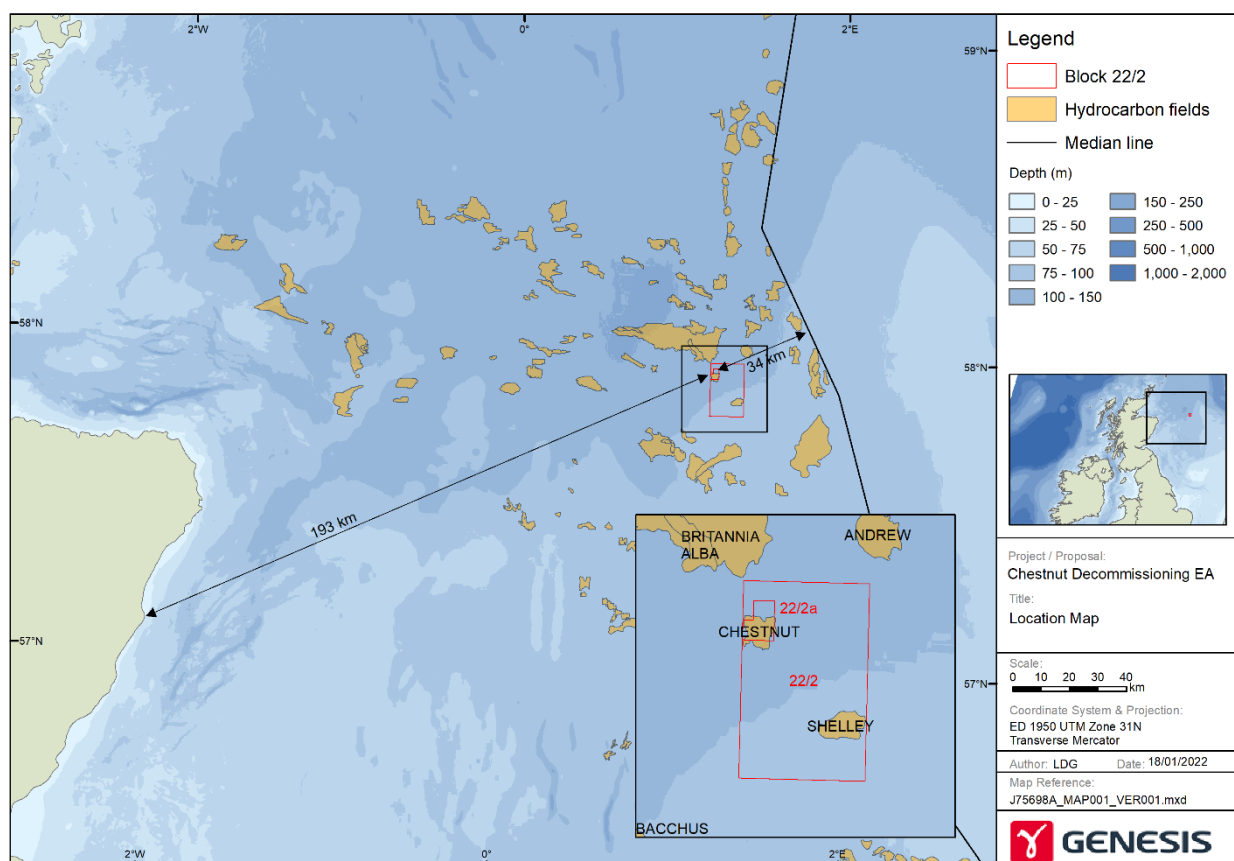 2°W
0°
2°E
59°N
58°N
58°N
57°N
57°N
2°W
0°
2°E
34 km
193 km
BRITANNIA
ALBA
ANDREW
22/2a
CHESTNUT
22/2
SHELLEY
BACCHUS
Legend
Block 22/2
Hydrocarbon fields
Median line
Depth (m)
0 - 25
25 - 50
50 - 75
75 - 100
100 - 150
150 - 250
250 - 500
500 - 1,000
1,000 - 2,000
Project / Proposal:
Chestnut Decommissioning EA
Title:
Location Map
Scale:
0 10 20 30 40
km
Coordinate System & Projection:
ED 1950 UTM Zone 31N
Transverse Mercator
Author: LDG Date: 18/01/2022
Map Reference:
J75698A_MAP001_VER001.mxd
GENESIS